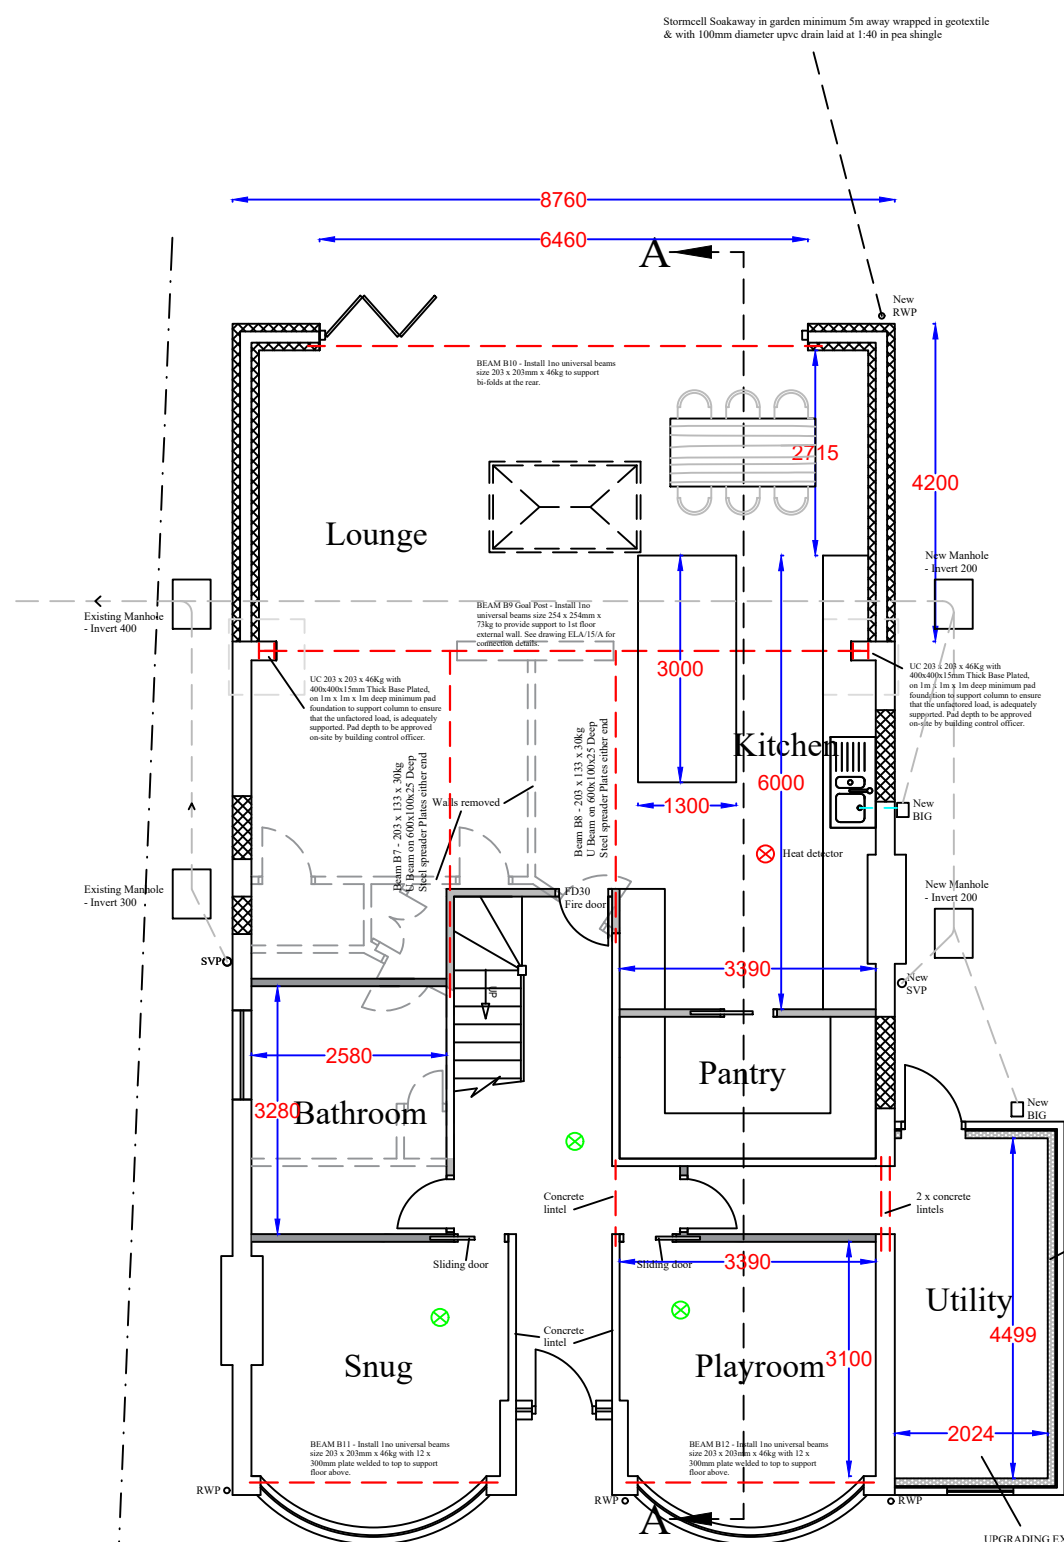 Stormcell Soakaway in garden minimum 5m away wrapped in geotextile
& with 100mm diameter upvc drain laid at 1:40 in pea shingle
8760
6460
A
New
RWP
BEAM B10 - Install 1no universal beams
size 203 x 203mm x 46kg to support
bi-folds at the rear.
2715
4200
Lounge
New Manhole
- Invert 200
Existing Manhole
- Invert 400
BEAM B9 Goal Post - Install 1no
universal beams size 254 x 254mm x
73kg to provide support to 1st floor
external wall. See drawing ELA/15/A for
connection details.
3000
UC 203 x 203 x 46Kg with
400x400x15mm Thick Base Plated,
on 1m x 1m x 1m deep minimum pad
foundation to support column to ensure
that the unfactored load, is adequately
supported. Pad depth to be approved
on-site by building control officer.
UC 203 x 203 x 46Kg with
400x400x15mm Thick Base Plated,
on 1m x 1m x 1m deep minimum pad
foundation to support column to ensure
that the unfactored load, is adequately
supported. Pad depth to be approved
on-site by building control officer.
Kitchen
Beam B7 - 203 x 133 x 30kg
U Beam on 600x100x25 Deep
Steel spreader Plates either end
Beam B8 - 203 x 133 x 30kg
U Beam on 600x100x25 Deep
Steel spreader Plates either end
6000
Walls removed
1300
New
BIG
Heat detector
Existing Manhole
- Invert 300
FD30
Fire door
New Manhole
- Invert 200
SVP
3390
New
SVP
UP
2580
Pantry
3280
Bathroom
New
BIG
Concrete
lintel
2 x concrete
lintels
Sliding door
Sliding door
3390
Utility
Concrete
lintel
4499
Snug
Playroom
3100
2024
BEAM B11 - Install 1no universal beams
size 203 x 203mm x 46kg with 12 x
300mm plate welded to top to support
floor above.
BEAM B12 - Install 1no universal beams
size 203 x 203mm x 46kg with 12 x
300mm plate welded to top to support
floor above.
RWP
RWP
RWP
A
UPGRADING EX